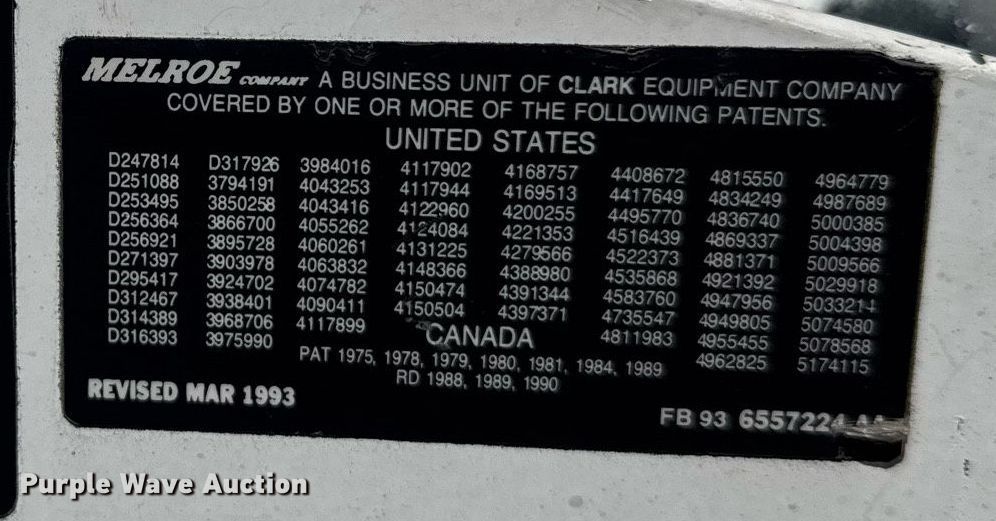 MELROE COMPANY A BUSINESS UNIT OF CLARK EQUIPMENT COMPANY
COVERED BY ONE OR MORE OF THE FOLLOWING PATENTS.
UNITED STATES
D247814 D317926 3984016 4117902 4168757 4408672 4815550 4964779
D251088 3794191 4043253 4117944 4169513 4417649 4834249 4987689
D253495 3850258 4043416 4122960 4200255 4495770 4836740 5000385
D256364 3866700 4055262 4124084 4221353 4516439 4869337 5004398
D256921 3895728 4060261 4131225 4279566 4522373 4881371 5009566
D271397 3903978 4063832 4148366 4388980 4535868 4921392 5029918
D295417 3924702 4074782 4150474 4391344 4583760 4947956 5033214
D312467 3938401 4090411 4150504 4397371 4735547 4949805 5074580
D314389 3968706 4117899 4811983 4955455 5078568
D316393 3975990 4962825 5174115
CANADA
PAT 1975, 1978, 1979, 1980, 1981, 1984, 1989
RD 1988, 1989, 1990
REVISED MAR 1993
FB 93 6557224
Purple Wave Auction